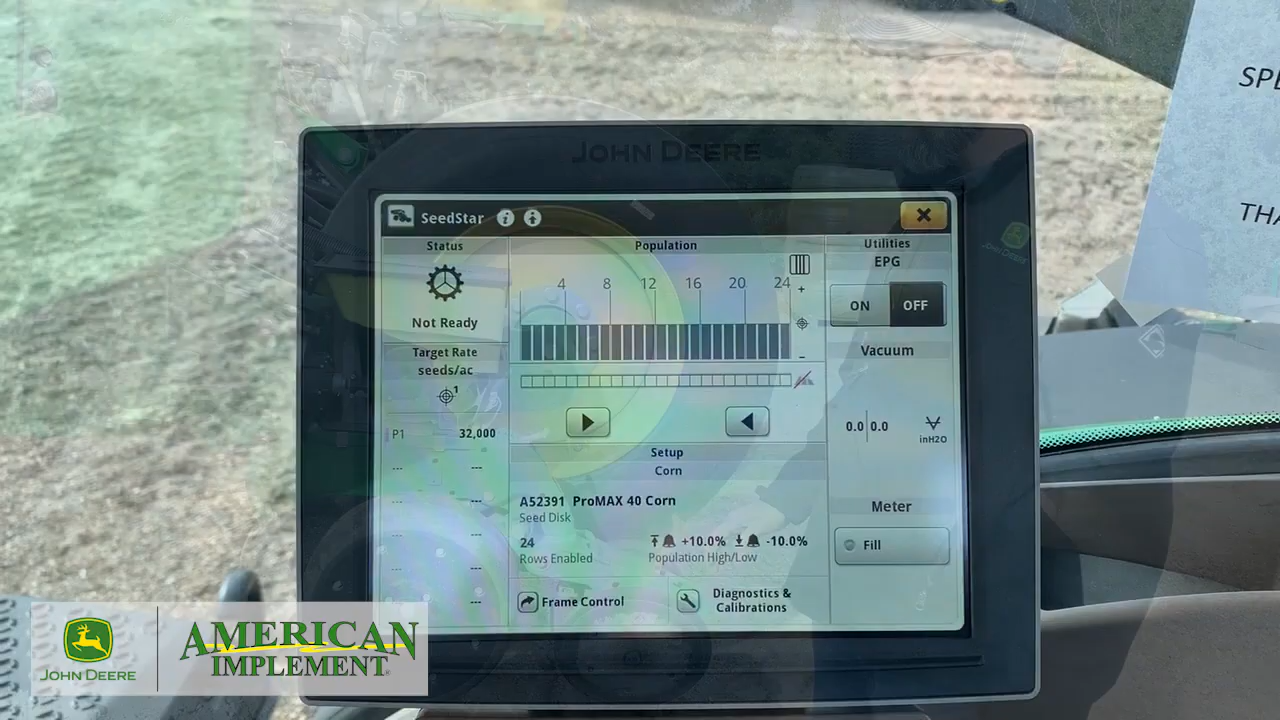 JOHN DEERE
SeedStar
Status
Not Ready
Target Rate
seeds/ac
1
P1 32,000
--- ---
--- ---
--- ---
--- ---
--- ---
Population
4 8 12 16 20 24
+
-
Setup
Corn
A52391 ProMAX 40 Corn
Seed Disk
24
Rows Enabled
+10.0% -10.0%
Population High/Low
Frame Control
Diagnostics &
Calibrations
Utilities
EPG
ON OFF
Vacuum
0.0 0.0
inH2O
Meter
Fill
SPE
THA
JOHN DEERE
AMERICAN
IMPLEMENT